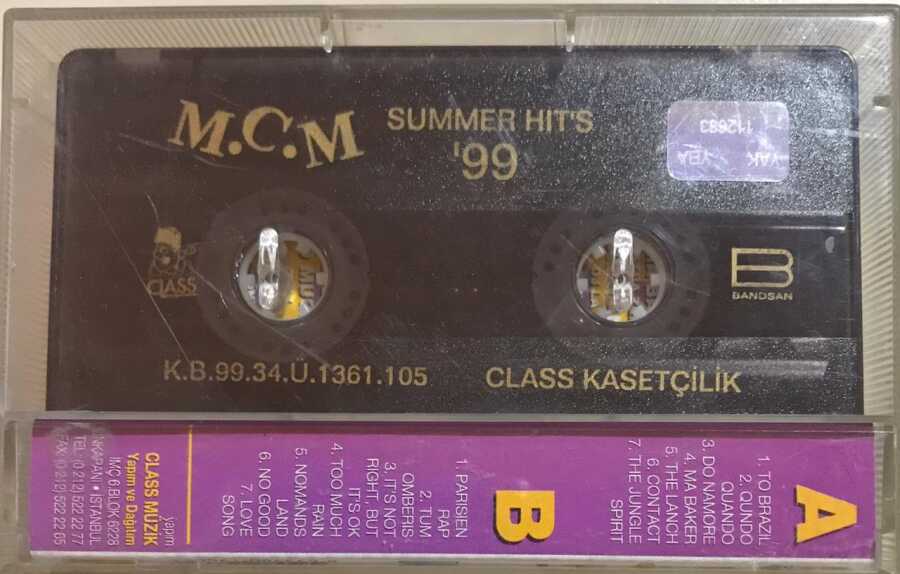 M.C.M
SUMMER HIT'S
'99
112683
YAK
YBA
CLASS
BANDSAN
K.B.99.34.Ü.1361.105
CLASS KASETÇİLİK
A
1. TO BRAZIL
2. QUNDO
QUANDO
3. DO NAMORE
4. MA BAKER
5. THE LANCH
6. CONTACT
7. THE JUNGLE
SPIRIT
B
1. PARISIEN
RAP
2. TUM
OMBERIS
3. IT'S NOT
RIGHT, BUT
IT'S OK
4. TOO MUCH
RAIN
5. NOMANDS
LAND
6. NO GOOD
7. LOVE
SONG
yapım
CLASS MÜZİK
Yapım ve Dağıtım
İMÇ 6.BLOK 6228
UNKAPANI • İSTANBUL
TEL: (0.212) 522 22 77
FAX: (0.212) 522 22 65